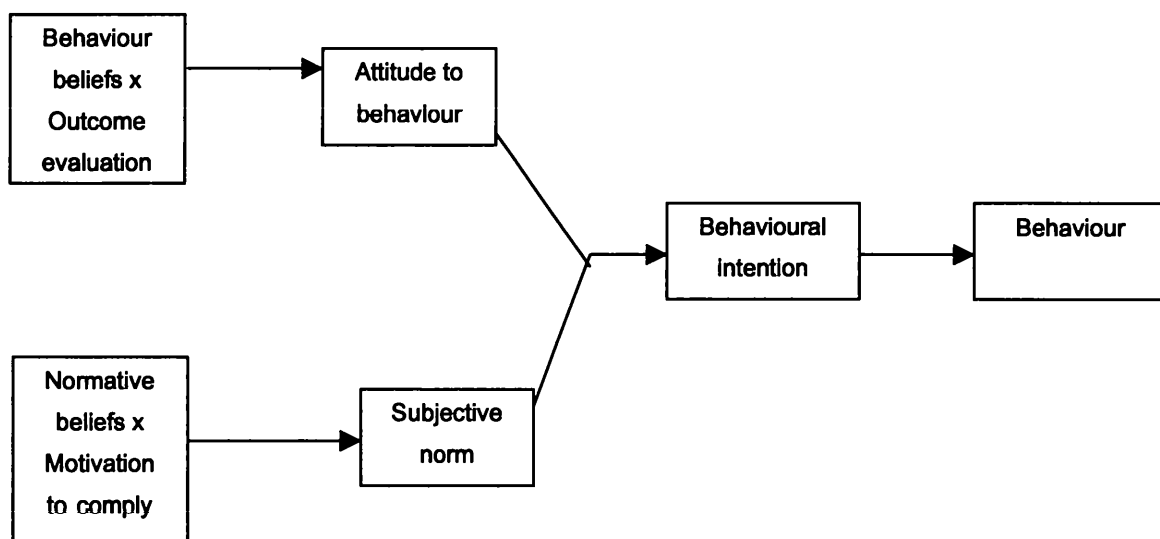 Behaviour
beliefs x
Outcome
evaluation
Attitude to
behaviour
Behavioural
intention
Behaviour
Normative
beliefs x
Motivation
to comply
Subjective
norm